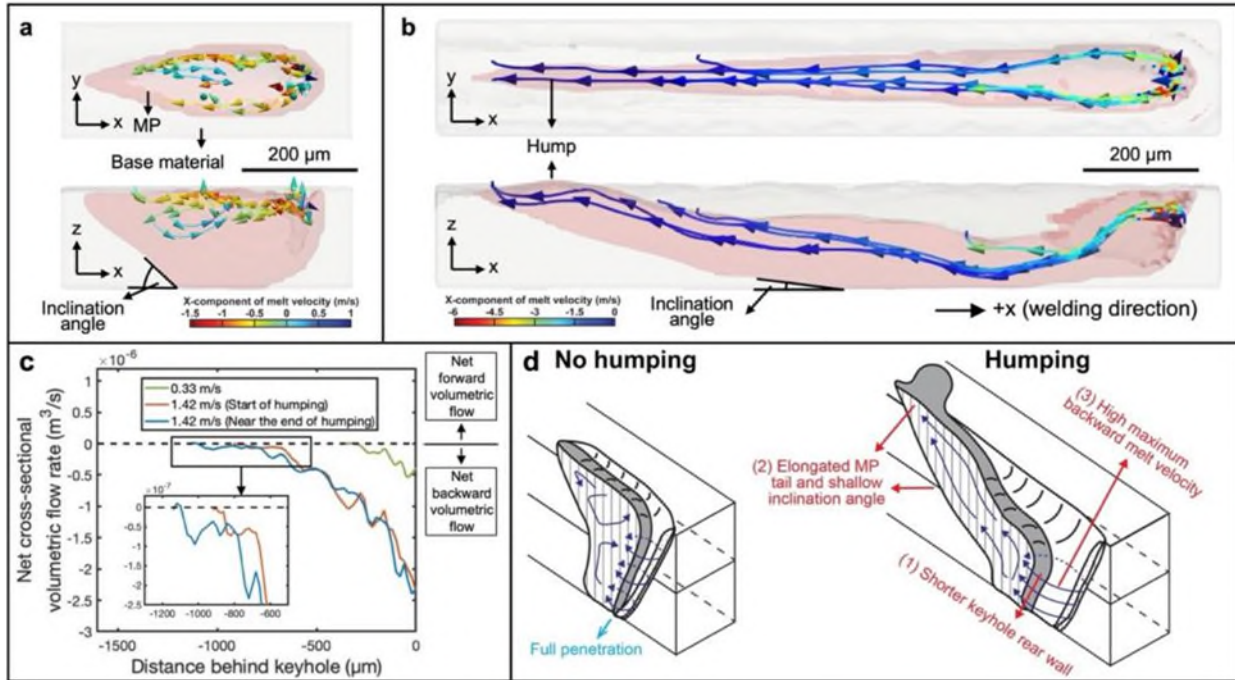 a
y
x
MP
Base material
200 μm
z
x
Inclination
angle
X-component of melt velocity (m/s)
-1.5 -1 -0.5 0 0.5 1
b
y
x
Hump
200 μm
z
x
Inclination
angle
X-component of melt velocity (m/s)
-6 -4.5 -3 -1.5 0
+x (welding direction)
c
×10⁻⁶
Net cross-sectional
volumetric flow rate (m³/s)
1
0.5
0
-0.5
-1
-1.5
-2
-2.5
-3
0.33 m/s
1.42 m/s (Start of humping)
1.42 m/s (Near the end of humping)
×10⁻⁷
0
-0.5
-1
-1.5
-2
-2.5
-1200 -1000 -800 -600
-1500 -1000 -500 0
Distance behind keyhole (μm)
Net
forward
volumetric
flow
Net
backward
volumetric
flow
d
No humping
Full penetration
Humping
(3) High maximum
backward melt velocity
(2) Elongated MP
tail and shallow
inclination angle
(1) Shorter keyhole rear
wall